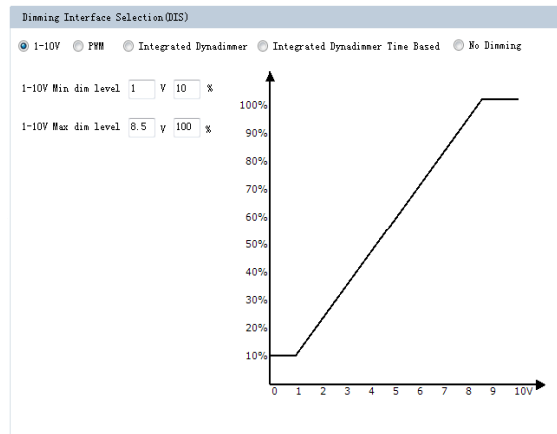 Dimming Interface Selection(DIS)
1-10V PWM Integrated Dynadimmer Integrated Dynadimmer Time Based No Dimming
1-10V Min dim level 1 V 10 %
1-10V Max dim level 8.5 V 100 %
100%
90%
80%
70%
60%
50%
40%
30%
20%
10%
0 1 2 3 4 5 6 7 8 9 10V